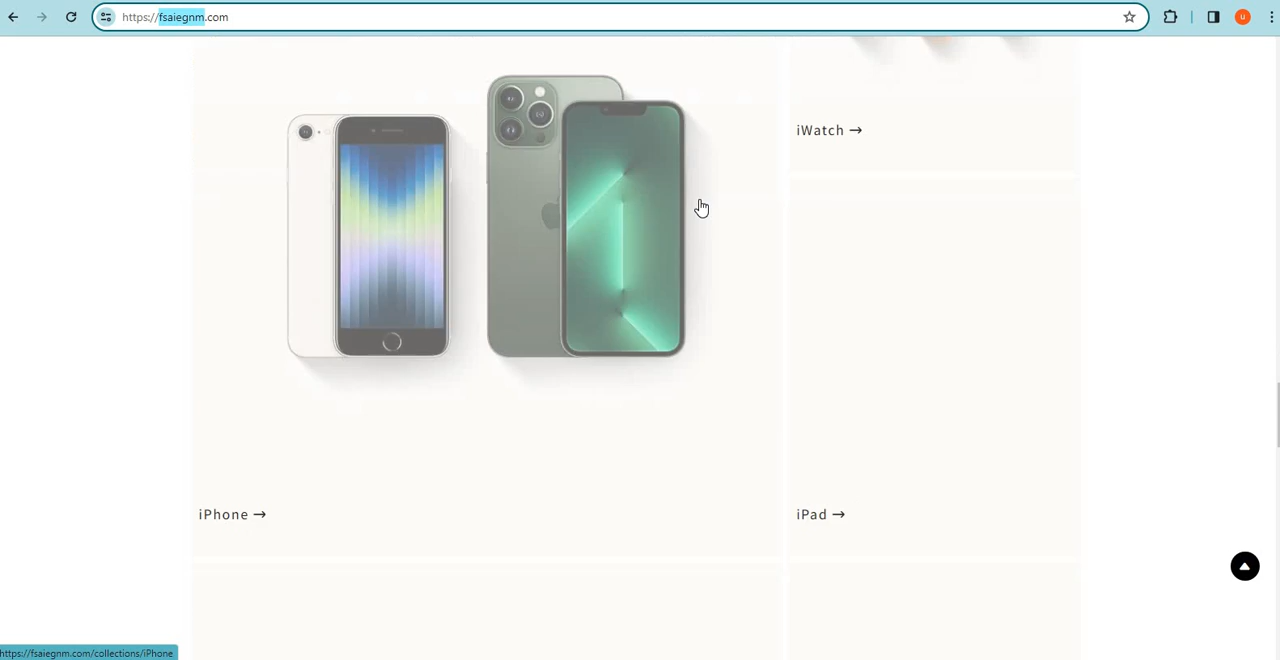 https://fsaiegnm.com
u
iWatch →
iPhone →
iPad →
https://fsaiegnm.com/collections/iPhone